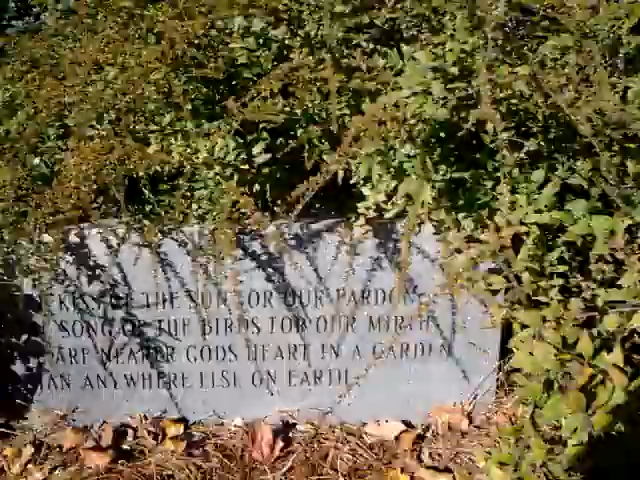 KISS OF THE SUN FOR OUR PARDON
SONG OF THE BIRDS FOR OUR MIRTH
ARE NEARER GODS HEART IN A GARDEN
AN ANYWHERE ELSE ON EARTH